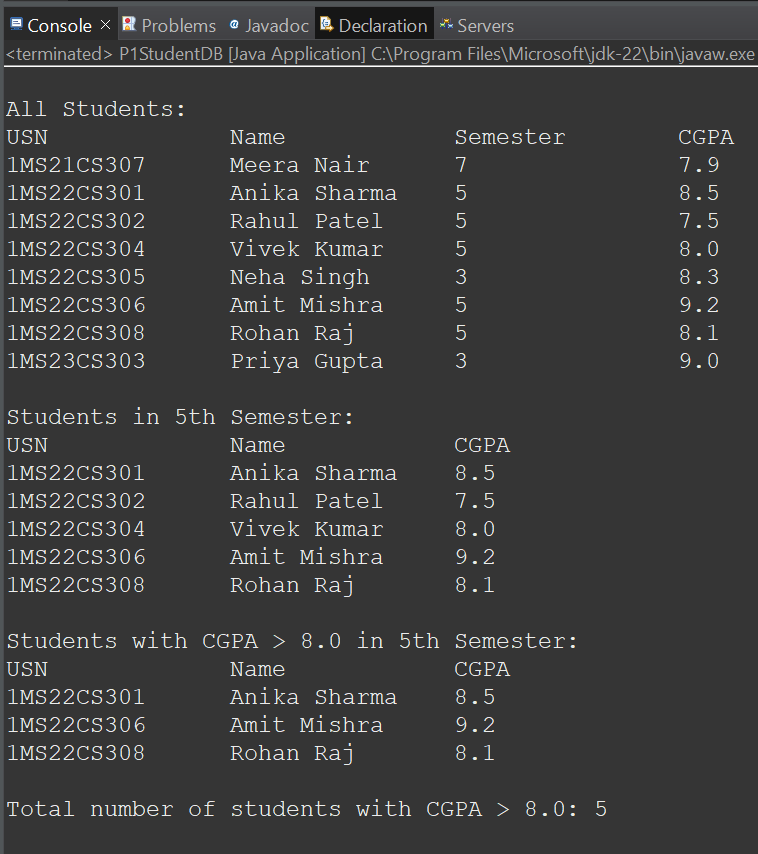 Console Problems Javadoc Declaration Servers
<terminated> P1StudentDB [Java Application] C:\Program Files\Microsoft\jdk-22\bin\javaw.exe
All Students:
USN Name Semester CGPA
1MS21CS307 Meera Nair 7 7.9
1MS22CS301 Anika Sharma 5 8.5
1MS22CS302 Rahul Patel 5 7.5
1MS22CS304 Vivek Kumar 5 8.0
1MS22CS305 Neha Singh 3 8.3
1MS22CS306 Amit Mishra 5 9.2
1MS22CS308 Rohan Raj 5 8.1
1MS23CS303 Priya Gupta 3 9.0
Students in 5th Semester:
USN Name CGPA
1MS22CS301 Anika Sharma 8.5
1MS22CS302 Rahul Patel 7.5
1MS22CS304 Vivek Kumar 8.0
1MS22CS306 Amit Mishra 9.2
1MS22CS308 Rohan Raj 8.1
Students with CGPA > 8.0 in 5th Semester:
USN Name CGPA
1MS22CS301 Anika Sharma 8.5
1MS22CS306 Amit Mishra 9.2
1MS22CS308 Rohan Raj 8.1
Total number of students with CGPA > 8.0: 5